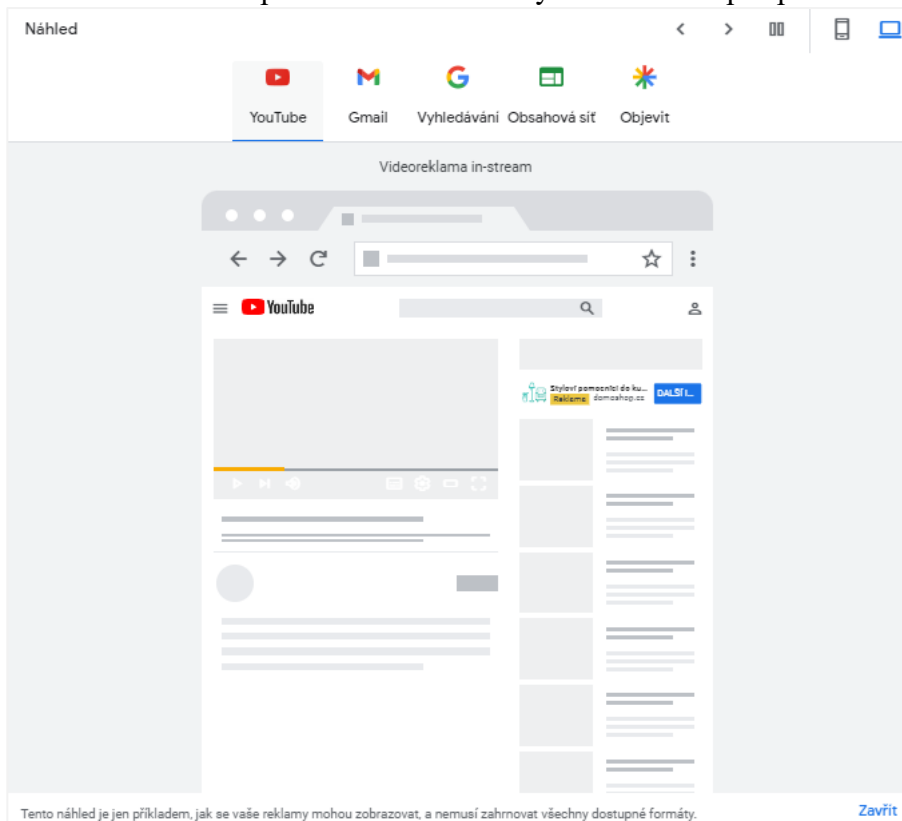 Náhled
YouTube Gmail Vyhledávání Obsahová síť Objevit
Videoreklama in-stream
YouTube
Styloví pomocníci do ku...
Reklama domashop.cz
DALŠÍ I...
Tento náhled je jen příkladem, jak se vaše reklamy mohou zobrazovat, a nemusí zahrnovat všechny dostupné formáty.
Zavřít